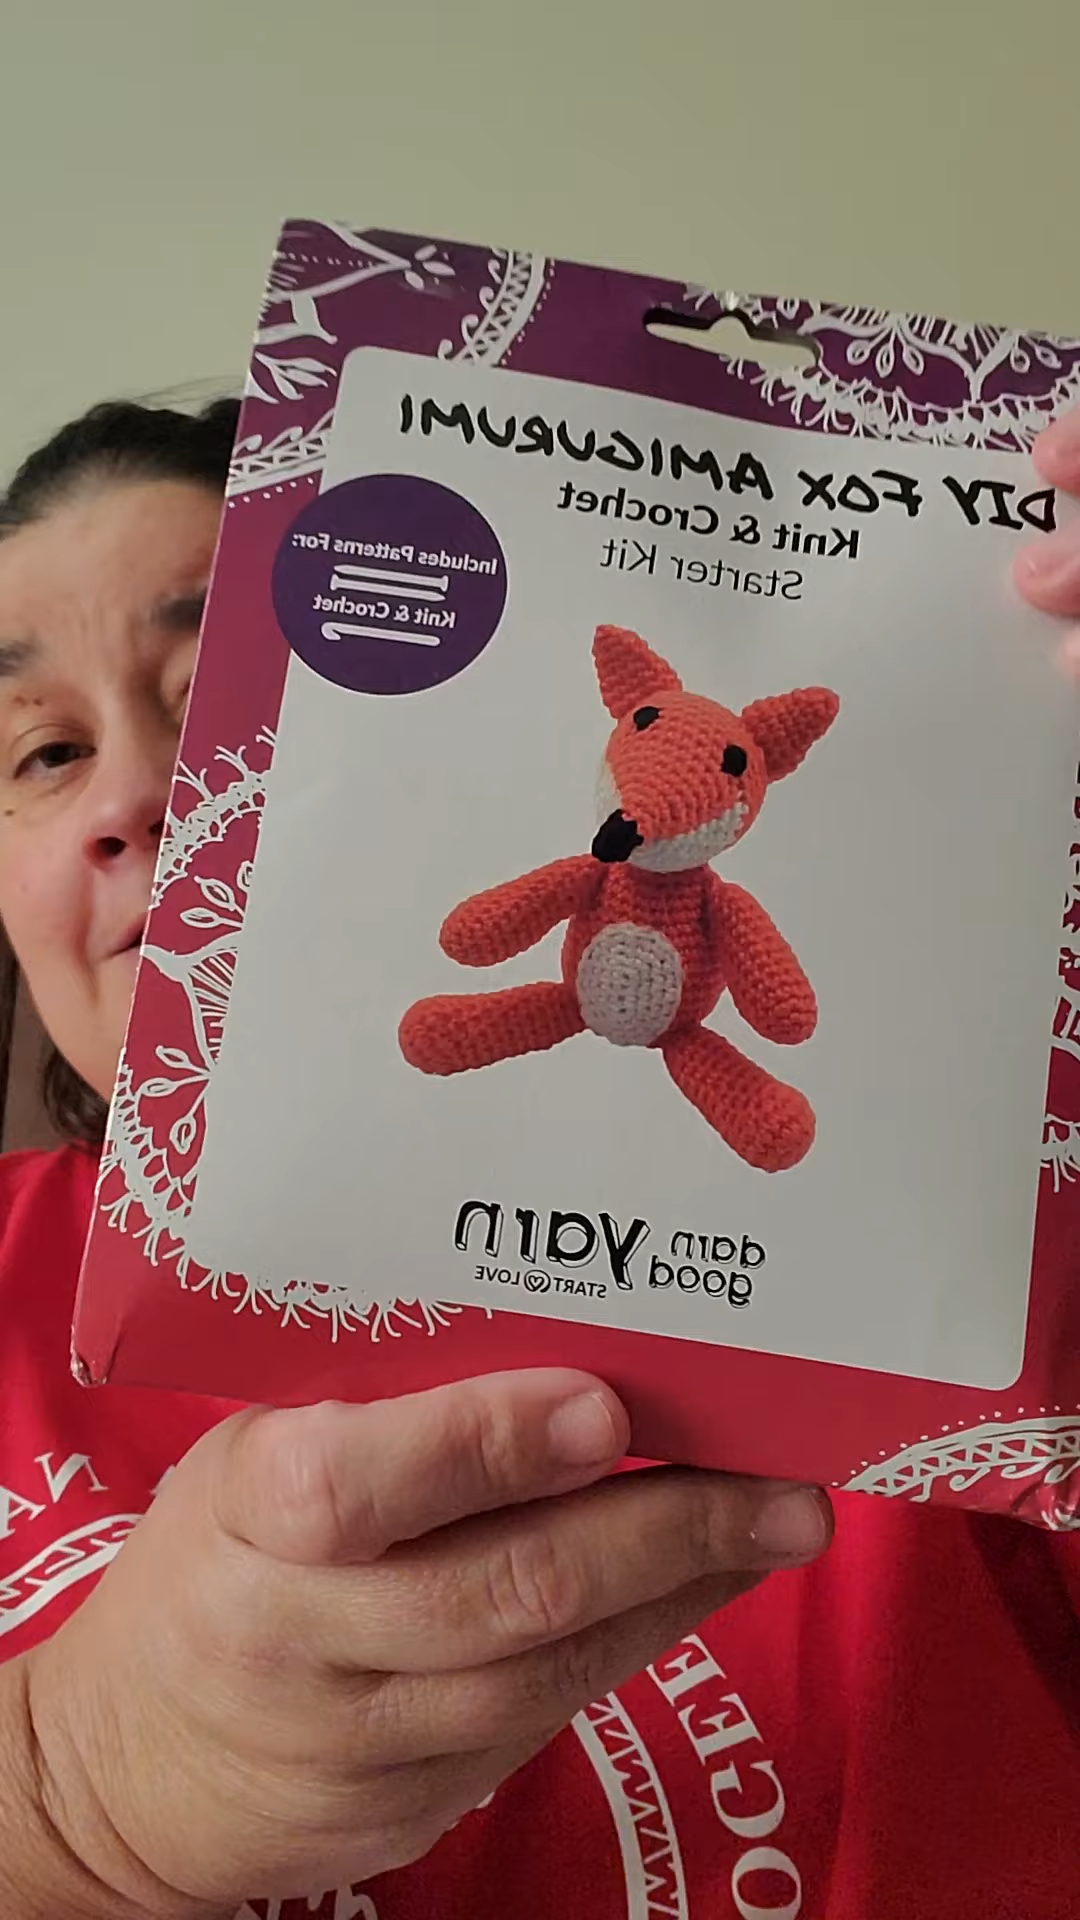 DIY FOX AMIGURUMI
Knit & Crochet
Starter Kit
Includes Patterns For:
Knit & Crochet
darn
good yarn
START LOVE